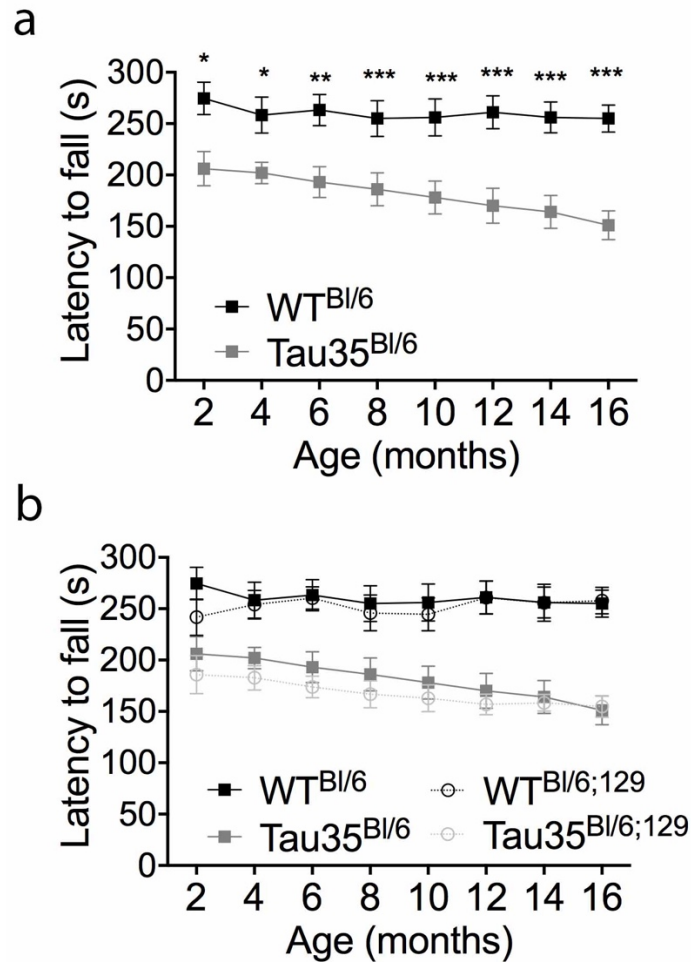 a
* * ** *** *** *** *** ***
Latency to fall (s)
300
250
200
150
100
50
0
WT^Bl/6
Tau35^Bl/6
2 4 6 8 10 12 14 16
Age (months)
b
Latency to fall (s)
300
250
200
150
100
50
0
WT^Bl/6 WT^Bl/6;129
Tau35^Bl/6 Tau35^Bl/6;129
2 4 6 8 10 12 14 16
Age (months)